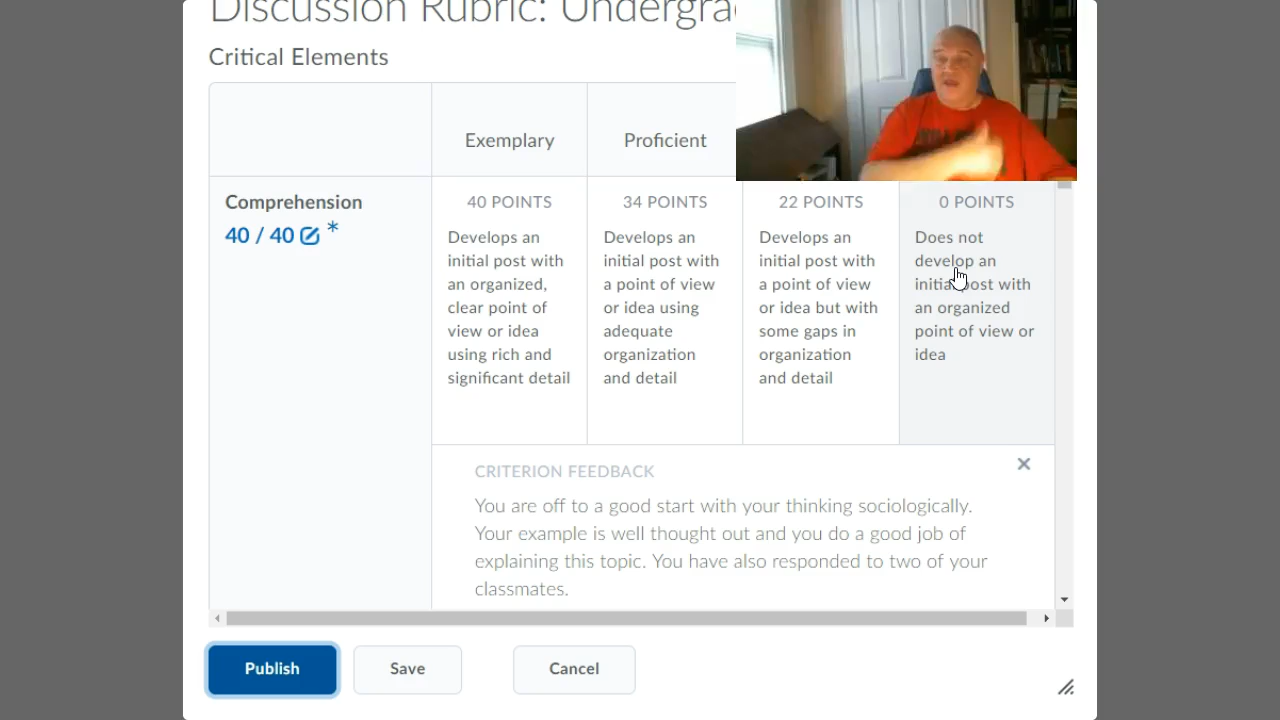 Discussion Rubric: Undergra
Critical Elements
Exemplary
Proficient
Comprehension
40 / 40 *
40 POINTS
Develops an
initial post with
an organized,
clear point of
view or idea
using rich and
significant detail
34 POINTS
Develops an
initial post with
a point of view
or idea using
adequate
organization
and detail
22 POINTS
Develops an
initial post with
a point of view
or idea but with
some gaps in
organization
and detail
0 POINTS
Does not
develop an
initial post with
an organized
point of view or
idea
CRITERION FEEDBACK
You are off to a good start with your thinking sociologically.
Your example is well thought out and you do a good job of
explaining this topic. You have also responded to two of your
classmates.
Publish
Save
Cancel